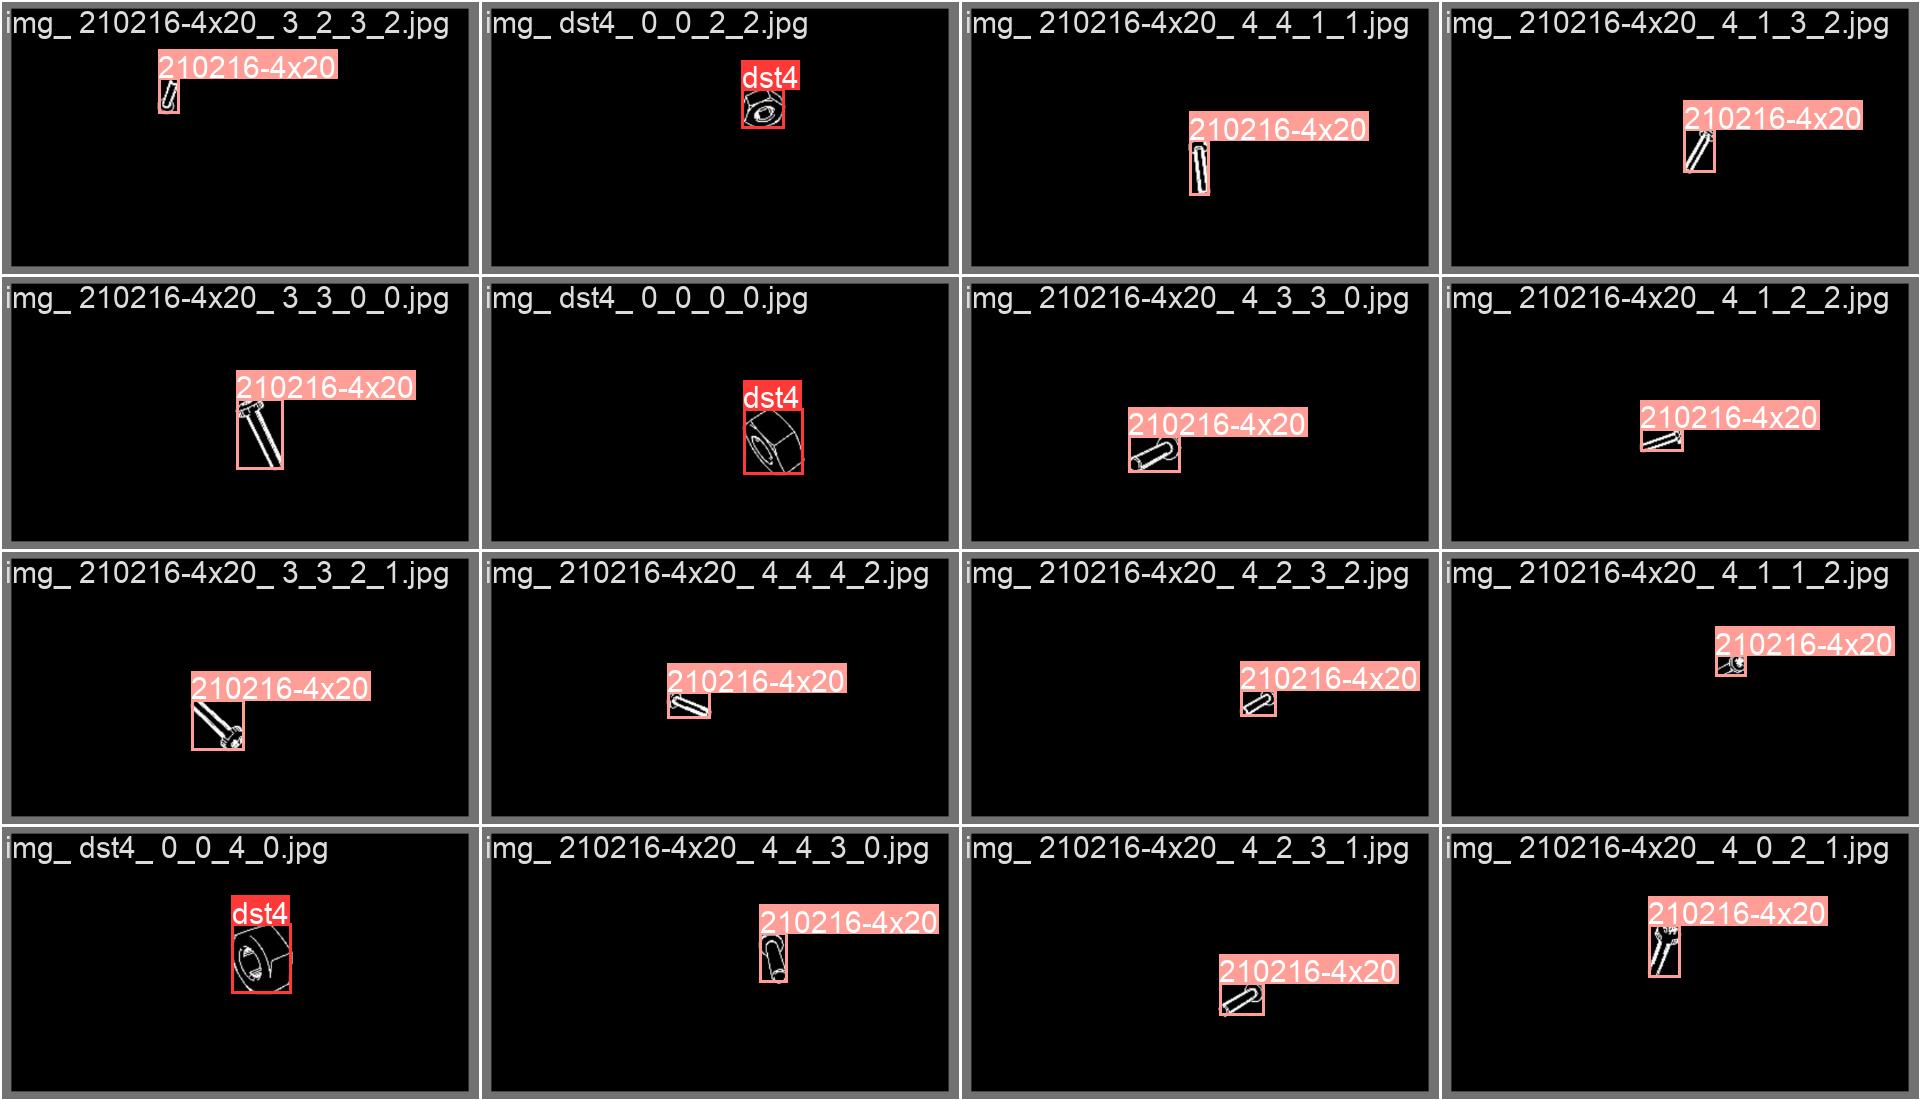 img_ 210216-4x20_ 3_2_3_2.jpg
210216-4x20
img_ dst4_ 0_0_2_2.jpg
dst4
img_ 210216-4x20_ 4_4_1_1.jpg
210216-4x20
img_ 210216-4x20_ 4_1_3_2.jpg
210216-4x20
img_ 210216-4x20_ 3_3_0_0.jpg
210216-4x20
img_ dst4_ 0_0_0_0.jpg
dst4
img_ 210216-4x20_ 4_3_3_0.jpg
210216-4x20
img_ 210216-4x20_ 4_1_2_2.jpg
210216-4x20
img_ 210216-4x20_ 3_3_2_1.jpg
210216-4x20
img_ 210216-4x20_ 4_4_4_2.jpg
210216-4x20
img_ 210216-4x20_ 4_2_3_2.jpg
210216-4x20
img_ 210216-4x20_ 4_1_1_2.jpg
210216-4x20
img_ dst4_ 0_0_4_0.jpg
dst4
img_ 210216-4x20_ 4_4_3_0.jpg
210216-4x20
img_ 210216-4x20_ 4_2_3_1.jpg
210216-4x20
img_ 210216-4x20_ 4_0_2_1.jpg
210216-4x20